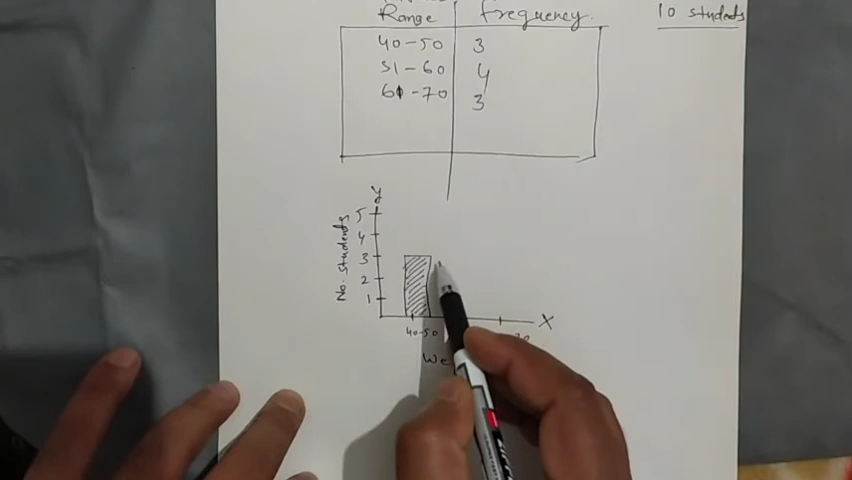 Range Frequency. 10 students
40-50 3
51-60 4
61-70 3
y
5
4
3
2
1
No. students
X
40-50
We